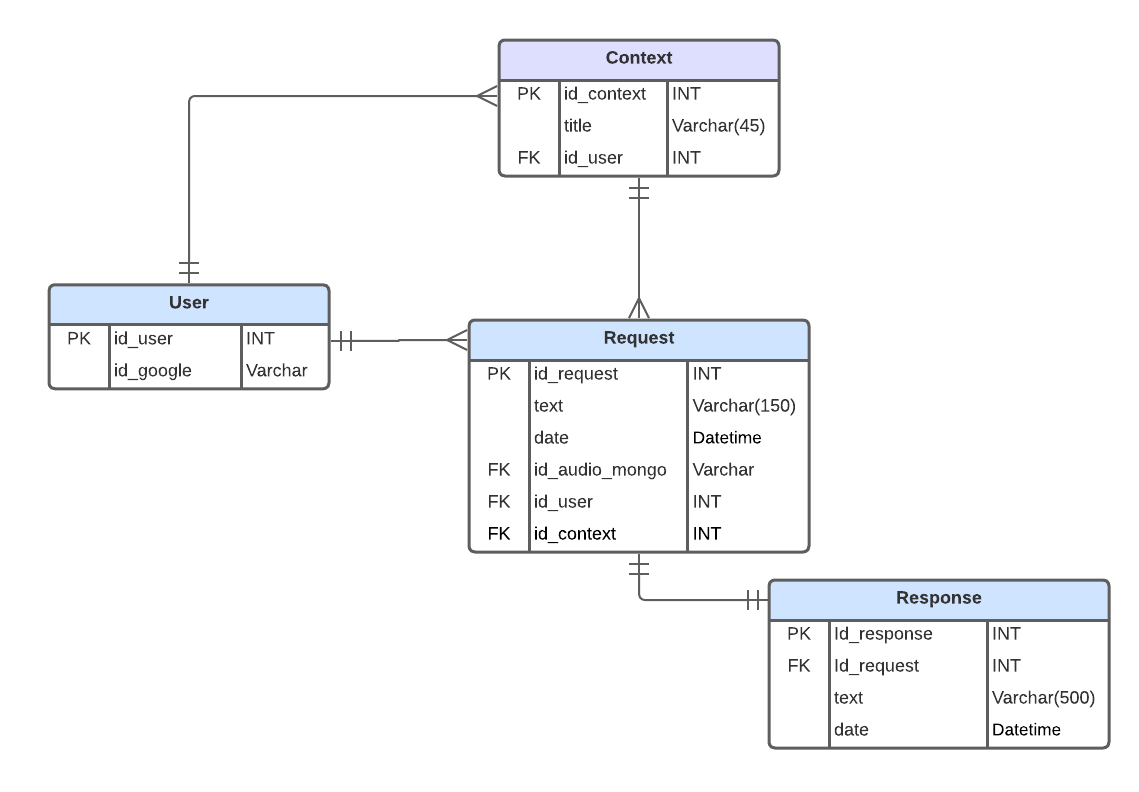 Context
PK id_context INT
title Varchar(45)
FK id_user INT
User
PK id_user INT
id_google Varchar
Request
PK id_request INT
text Varchar(150)
date Datetime
FK id_audio_mongo Varchar
FK id_user INT
FK id_context INT
Response
PK Id_response INT
FK Id_request INT
text Varchar(500)
date Datetime